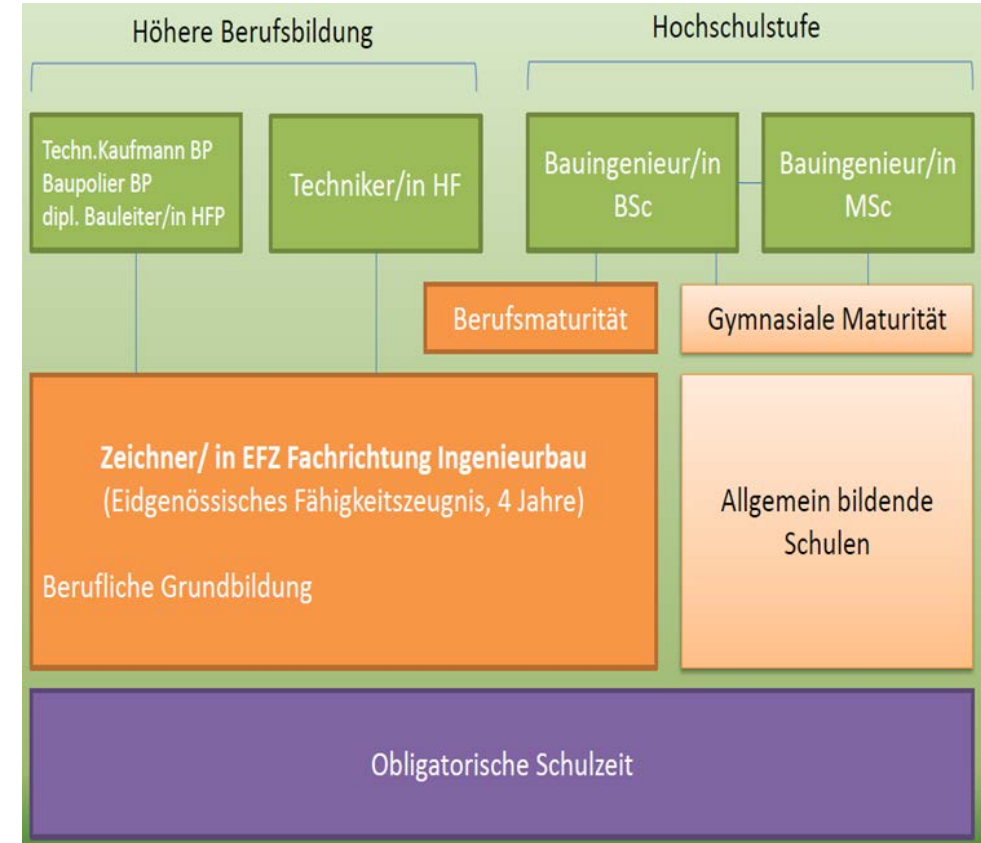 Höhere Berufsbildung
Hochschulstufe
Techn.Kaufmann BP
Baupolier BP
dipl. Bauleiter/in HFP
Techniker/in HF
Bauingenieur/in
BSc
Bauingenieur/in
MSc
Berufsmaturität
Gymnasiale Maturität
Zeichner/ in EFZ Fachrichtung Ingenieurbau
(Eidgenössisches Fähigkeitszeugnis, 4 Jahre)
Berufliche Grundbildung
Allgemein bildende
Schulen
Obligatorische Schulzeit